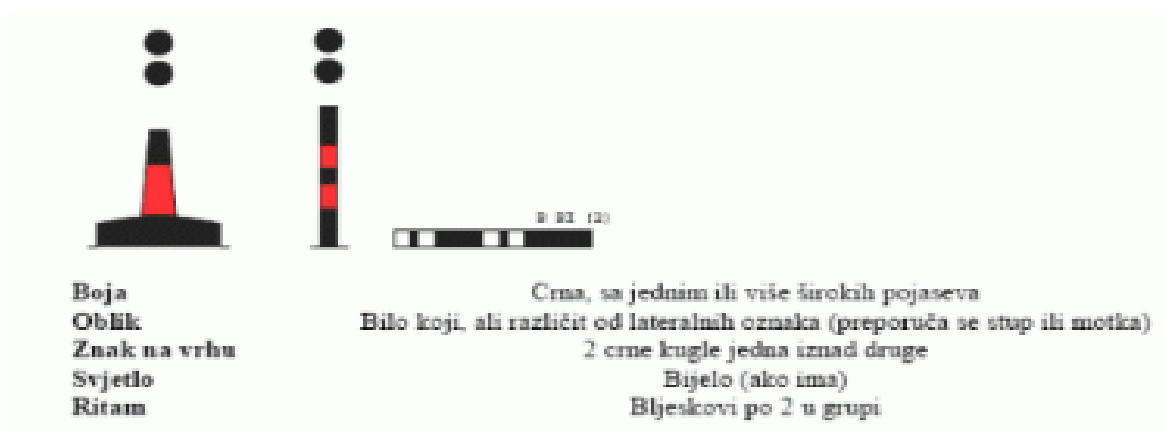 B Bl (2)
Boja Crna, sa jednim ili više širokih pojaseva
Oblik Bilo koji, ali različit od lateralnih oznaka (preporuča se stup ili motka)
Znak na vrhu 2 crne kugle jedna iznad druge
Svjetlo Bijelo (ako ima)
Ritam Bljeskovi po 2 u grupi